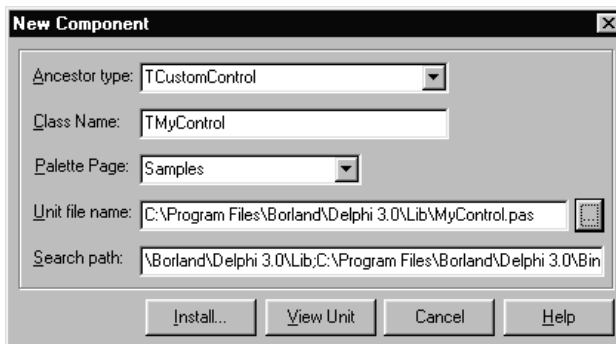 New Component
Ancestor type: TCustomControl
Class Name: TMyControl
Palette Page: Samples
Unit file name: C:\Program Files\Borland\Delphi 3.0\Lib\MyControl.pas ...
Search path: \Borland\Delphi 3.0\Lib;C:\Program Files\Borland\Delphi 3.0\Bin
Install... View Unit Cancel Help